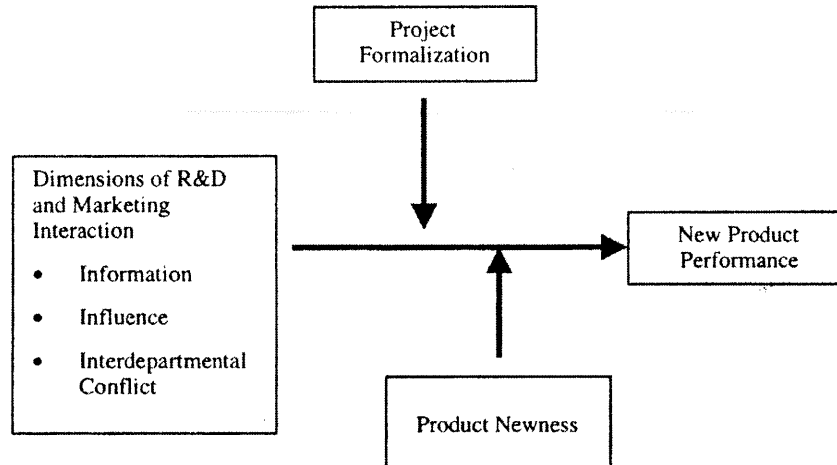 Project
Formalization
Dimensions of R&D
and Marketing
Interaction
• Information
• Influence
• Interdepartmental
Conflict
New Product
Performance
Product Newness